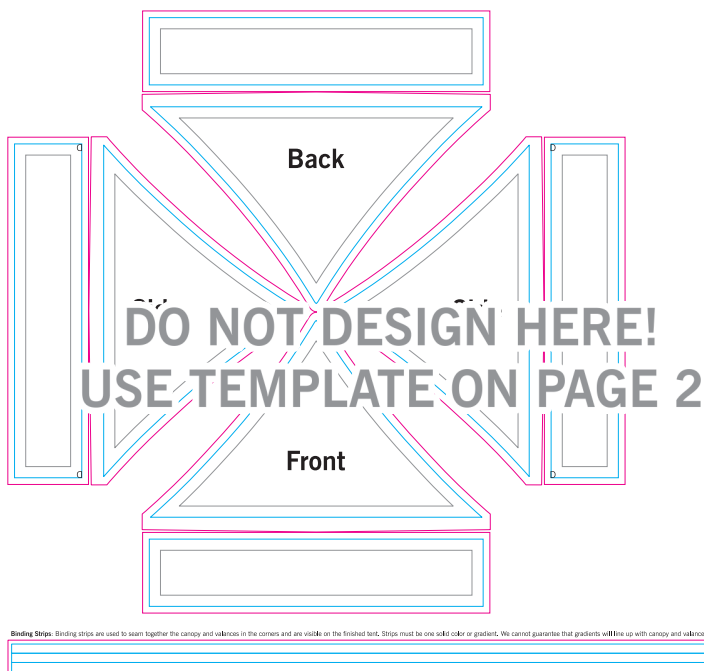 Back
DO NOT DESIGN HERE!
USE TEMPLATE ON PAGE 2
Front
Binding Strips: Binding strips are used to seam together the canopy and valances in the corners and are visible on the finished tent. Strips must be one solid color or gradient. We cannot guarantee that gradients will line up with canopy and valance